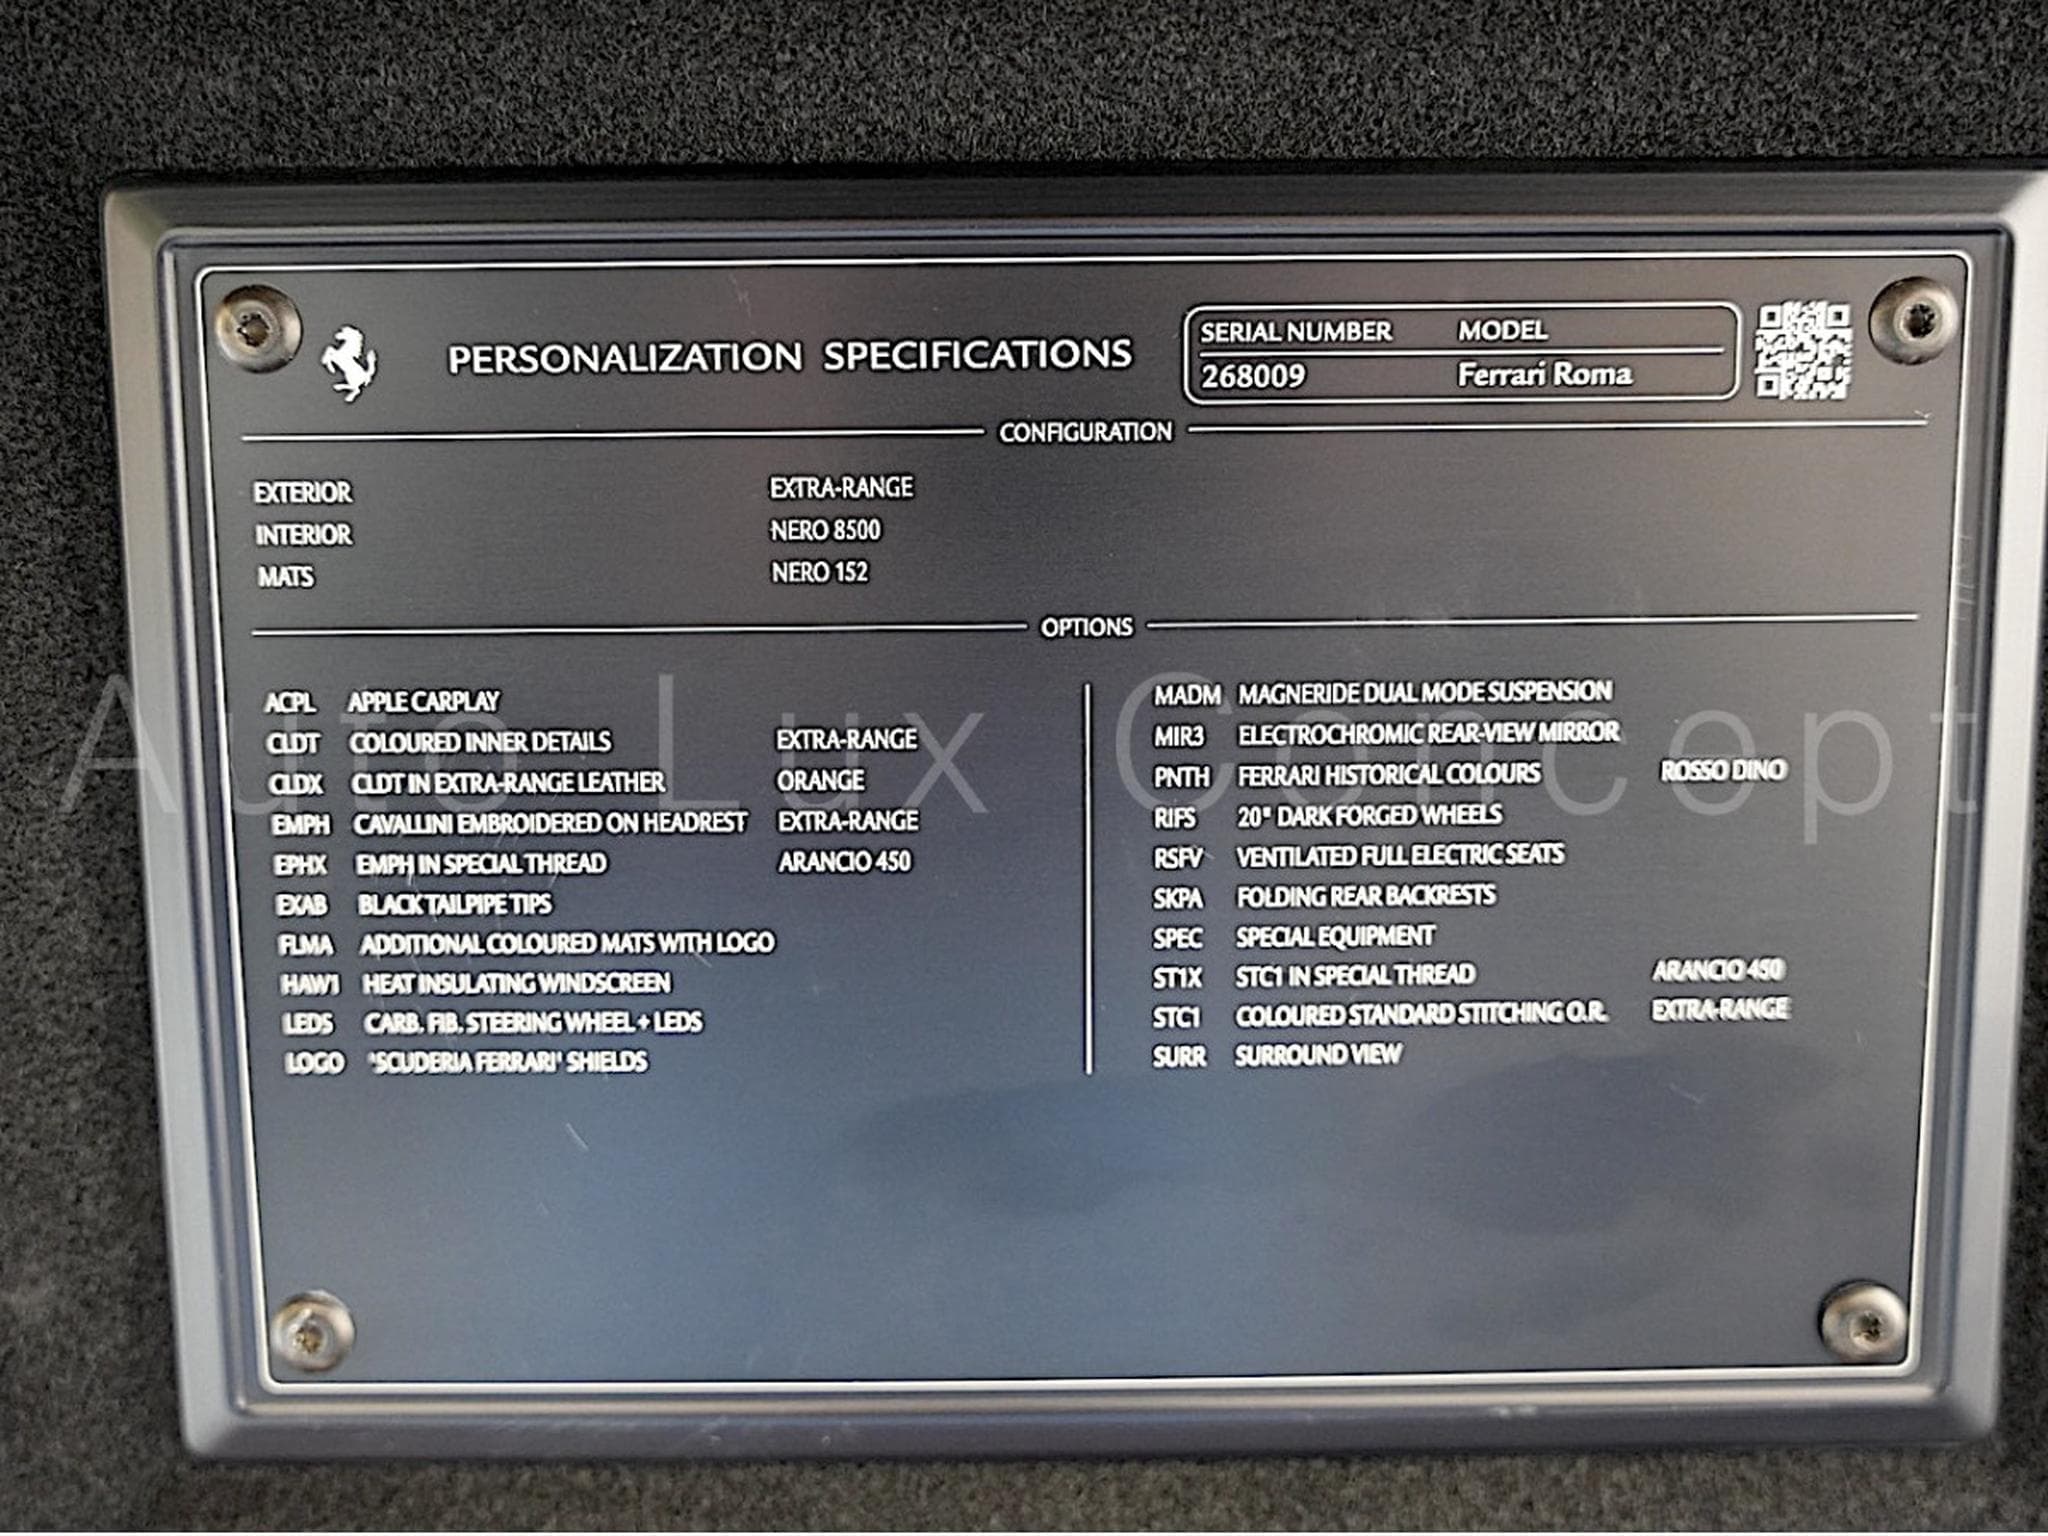 PERSONALIZATION SPECIFICATIONS
SERIAL NUMBER MODEL
268009 Ferrari Roma
CONFIGURATION
EXTERIOR EXTRA-RANGE
INTERIOR NERO 8500
MATS NERO 152
OPTIONS
ACPL APPLE CARPLAY
CLDT COLOURED INNER DETAILS EXTRA-RANGE
CLDX CLDT IN EXTRA-RANGE LEATHER ORANGE
EMPH CAVALLINI EMBROIDERED ON HEADREST EXTRA-RANGE
EPHX EMPH IN SPECIAL THREAD ARANCIO 450
EXAB BLACK TAILPIPE TIPS
FLMA ADDITIONAL COLOURED MATS WITH LOGO
HAW1 HEAT INSULATING WINDSCREEN
LEDS CARB. FIB. STEERING WHEEL + LEDS
LOGO 'SCUDERIA FERRARI' SHIELDS
MADM MAGNERIDE DUAL MODE SUSPENSION
MIR3 ELECTROCHROMIC REAR-VIEW MIRROR
PNTH FERRARI HISTORICAL COLOURS ROSSO DINO
RIFS 20" DARK FORGED WHEELS
RSFV VENTILATED FULL ELECTRIC SEATS
SKPA FOLDING REAR BACKRESTS
SPEC SPECIAL EQUIPMENT
ST1X STC1 IN SPECIAL THREAD ARANCIO 450
STC1 COLOURED STANDARD STITCHING O.R. EXTRA-RANGE
SURR SURROUND VIEW
Auto Lux Concept